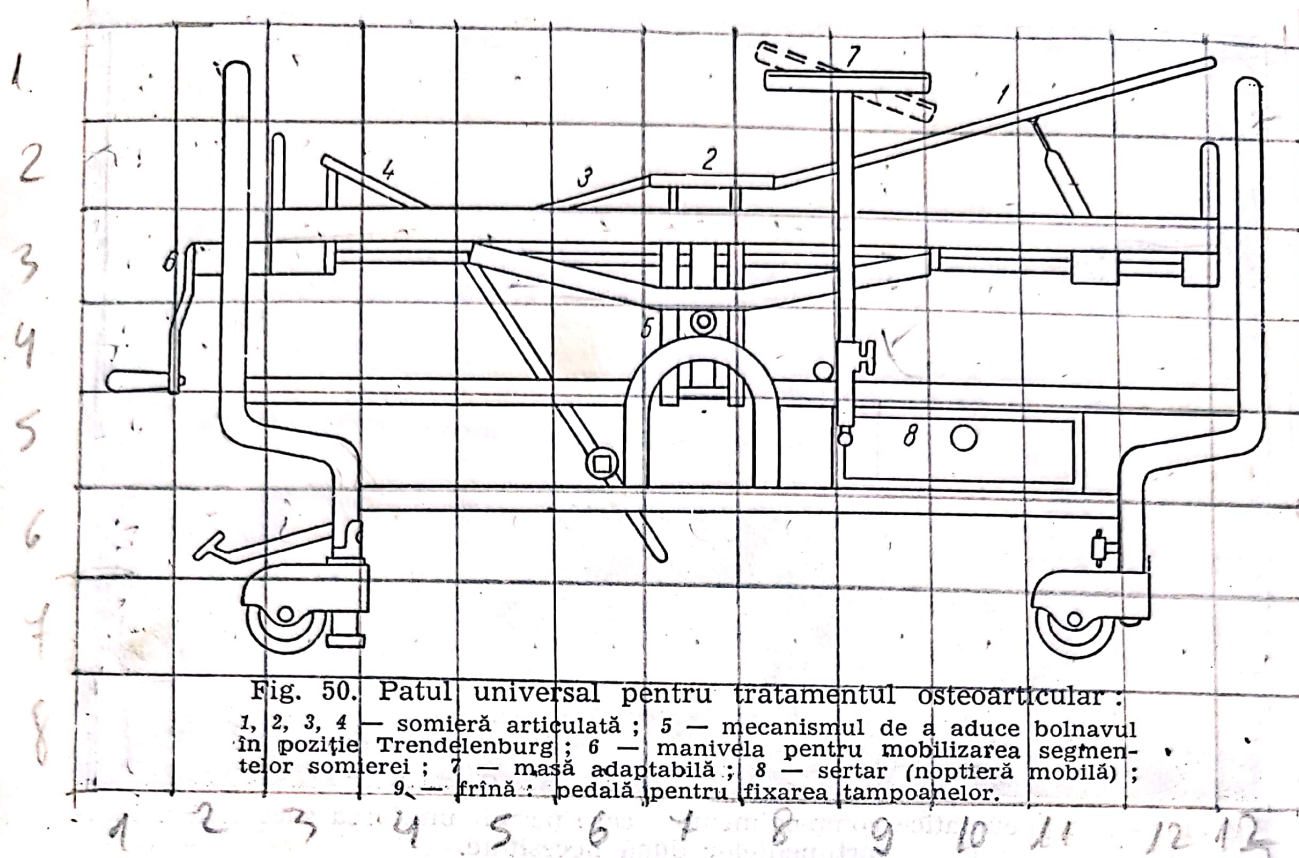 7
1
1
2
2
4
3
3
6
5
4
8
5
6
7
8
Fig. 50. Patul universal pentru tratamentul osteoarticular :
1, 2, 3, 4 — somieră articulată ; 5 — mecanismul de a aduce bolnavul
în poziţie Trendelenburg ; 6 — manivela pentru mobilizarea segmen-
telor somierei ; 7 — masă adaptabilă ; 8 — sertar (noptieră mobilă) ;
9 — frînă : pedală pentru fixarea tampoanelor.
1 2 3 4 5 6 7 8 9 10 11 12 12